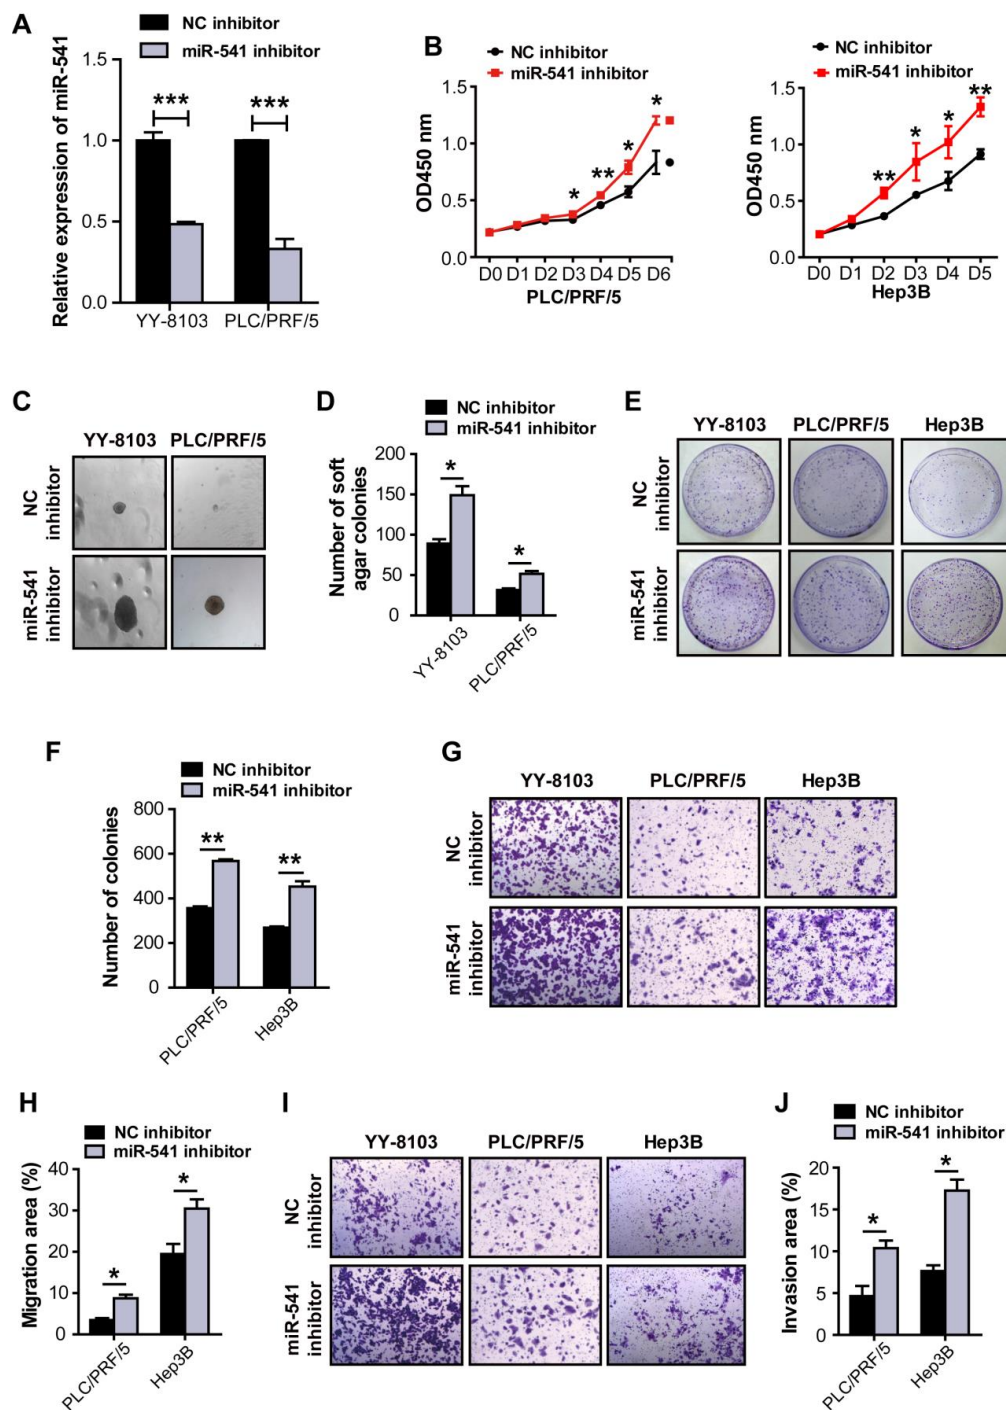 A
NC inhibitor
miR-541 inhibitor
Relative expression of miR-541
1.5
1.0
0.5
0.0
***
***
YY-8103
PLC/PRF/5
B
NC inhibitor
miR-541 inhibitor
OD450 nm
1.5
1.0
0.5
0.0
*
**
*
*
D0 D1 D2 D3 D4 D5 D6
PLC/PRF/5
NC inhibitor
miR-541 inhibitor
OD450 nm
1.5
1.0
0.5
0.0
**
*
*
**
D0 D1 D2 D3 D4 D5
Hep3B
C
YY-8103 PLC/PRF/5
NC
inhibitor
miR-541
inhibitor
D
NC inhibitor
miR-541 inhibitor
Number of soft
agar colonies
200
150
100
50
0
*
*
YY-8103
PLC/PRF/5
E
YY-8103 PLC/PRF/5 Hep3B
NC
inhibitor
miR-541
inhibitor
F
NC inhibitor
miR-541 inhibitor
Number of colonies
800
600
400
200
0
**
**
PLC/PRF/5
Hep3B
G
YY-8103 PLC/PRF/5 Hep3B
NC
inhibitor
miR-541
inhibitor
H
NC inhibitor
miR-541 inhibitor
Migration area (%)
40
30
20
10
0
*
*
PLC/PRF/5
Hep3B
I
YY-8103 PLC/PRF/5 Hep3B
NC
inhibitor
miR-541
inhibitor
J
NC inhibitor
miR-541 inhibitor
Invasion area (%)
20
15
10
5
0
*
*
PLC/PRF/5
Hep3B